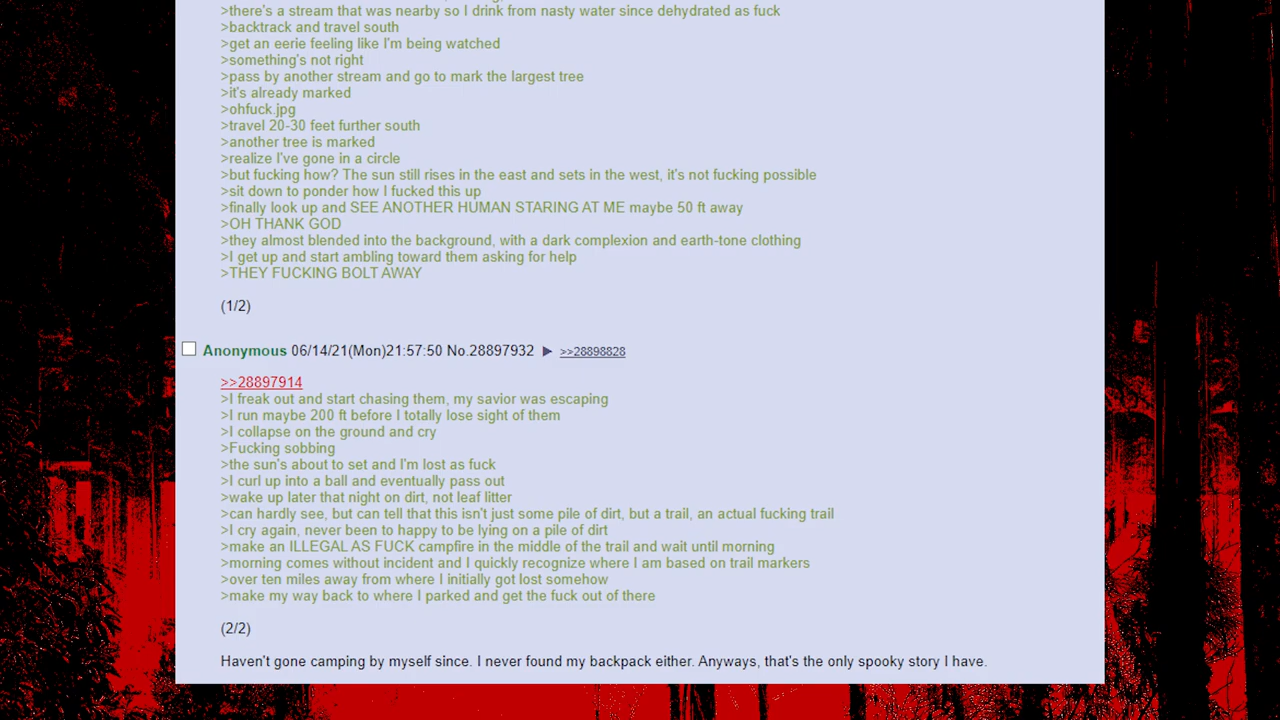 >there's a stream that was nearby so I drink from nasty water since dehydrated as fuck
>backtrack and travel south
>get an eerie feeling like I'm being watched
>something's not right
>pass by another stream and go to mark the largest tree
>it's already marked
>ohfuck.jpg
>travel 20-30 feet further south
>another tree is marked
>realize I've gone in a circle
>but fucking how? The sun still rises in the east and sets in the west, it's not fucking possible
>sit down to ponder how I fucked this up
>finally look up and SEE ANOTHER HUMAN STARING AT ME maybe 50 ft away
>OH THANK GOD
>they almost blended into the background, with a dark complexion and earth-tone clothing
>I get up and start ambling toward them asking for help
>THEY FUCKING BOLT AWAY
(1/2)
Anonymous 06/14/21(Mon)21:57:50 No.28897932 ▶ >>28898828
>>28897914
>I freak out and start chasing them, my savior was escaping
>I run maybe 200 ft before I totally lose sight of them
>I collapse on the ground and cry
>Fucking sobbing
>the sun's about to set and I'm lost as fuck
>I curl up into a ball and eventually pass out
>wake up later that night on dirt, not leaf litter
>can hardly see, but can tell that this isn't just some pile of dirt, but a trail, an actual fucking trail
>I cry again, never been to happy to be lying on a pile of dirt
>make an ILLEGAL AS FUCK campfire in the middle of the trail and wait until morning
>morning comes without incident and I quickly recognize where I am based on trail markers
>over ten miles away from where I initially got lost somehow
>make my way back to where I parked and get the fuck out of there
(2/2)
Haven't gone camping by myself since. I never found my backpack either. Anyways, that's the only spooky story I have.